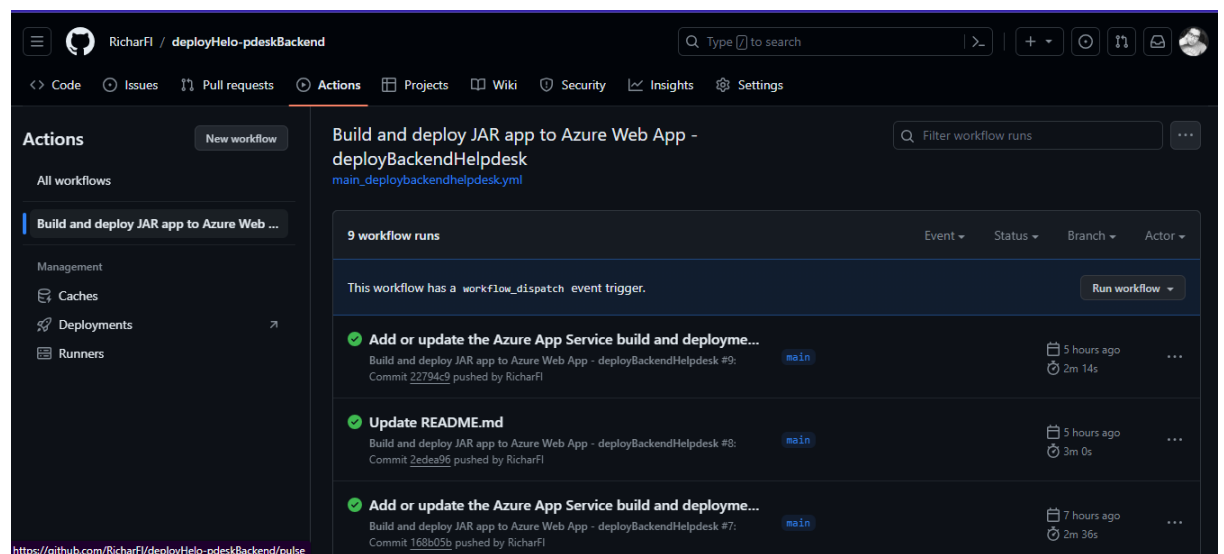 RicharFI / deployHelo-pdeskBackend
Type / to search
Code
Issues
Pull requests
Actions
Projects
Wiki
Security
Insights
Settings
Actions
New workflow
All workflows
Build and deploy JAR app to Azure Web ...
Management
Caches
Deployments
Runners
Build and deploy JAR app to Azure Web App -
deployBackendHelpdesk
main_deploybackendhelpdesk.yml
Filter workflow runs
9 workflow runs
Event
Status
Branch
Actor
This workflow has a workflow_dispatch event trigger.
Run workflow
Add or update the Azure App Service build and deployme...
Build and deploy JAR app to Azure Web App - deployBackendHelpdesk #9:
Commit 22794c9 pushed by RicharFI
main
5 hours ago
2m 14s
Update README.md
Build and deploy JAR app to Azure Web App - deployBackendHelpdesk #8:
Commit 2edea96 pushed by RicharFI
main
5 hours ago
3m 0s
Add or update the Azure App Service build and deployme...
Build and deploy JAR app to Azure Web App - deployBackendHelpdesk #7:
Commit 168b05b pushed by RicharFI
main
7 hours ago
2m 36s
https://github.com/RicharFI/deployHelo-pdeskBackend/pulse